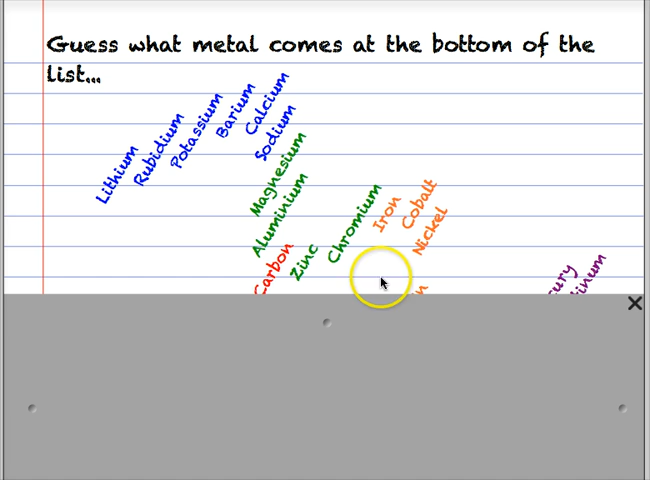 Guess what metal comes at the bottom of the
list...
Lithium
Rubidium
Potassium
Barium
Calcium
Sodium
Magnesium
Aluminium
Carbon
Zinc
Chromium
Iron
Cobalt
Nickel